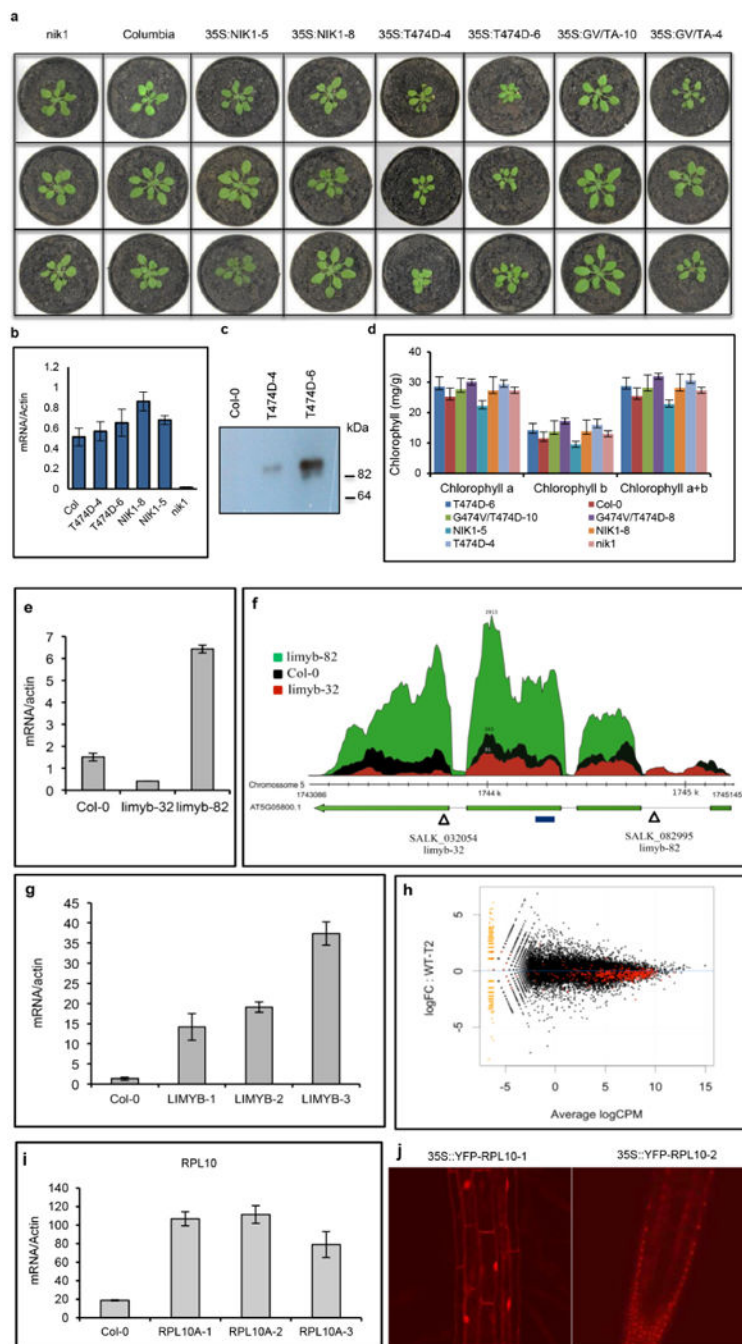 a
nik1 Columbia 35S:NIK1-5 35S:NIK1-8 35S:T474D-4 35S:T474D-6 35S:GV/TA-10 35S:GV/TA-4
b
mRNA/Actin
1.2
1
0.8
0.6
0.4
0.2
0
Col T474D-4 T474D-6 NIK1-8 NIK1-5 nik1
c
Col-0 T474D-4 T474D-6
kDa
82
64
d
Chlorophyll (mg/g)
40
30
20
10
0
Chlorophyll a Chlorophyll b Chlorophyll a+b
T474D-6 Col-0
G474V/T474D-10 G474V/T474D-8
NIK1-5 NIK1-8
T474D-4 nik1
e
mRNA/actin
7
6
5
4
3
2
1
0
Col-0 limyb-32 limyb-82
f
limyb-82
Col-0
limyb-32
Chromossome 5
1743086 1744 k 1745 k 1745145
AT5G05800.1
SALK_032054 SALK_082995
limyb-32 limyb-82
g
mRNA/actin
45
40
35
30
25
20
15
10
5
0
Col-0 LIMYB-1 LIMYB-2 LIMYB-3
h
logFC : WT-T2
5
0
-5
-5 0 5 10 15
Average logCPM
i
RPL10
mRNA/Actin
140
120
100
80
60
40
20
0
Col-0 RPL10A-1 RPL10A-2 RPL10A-3
j
35S::YFP-RPL10-1 35S::YFP-RPL10-2